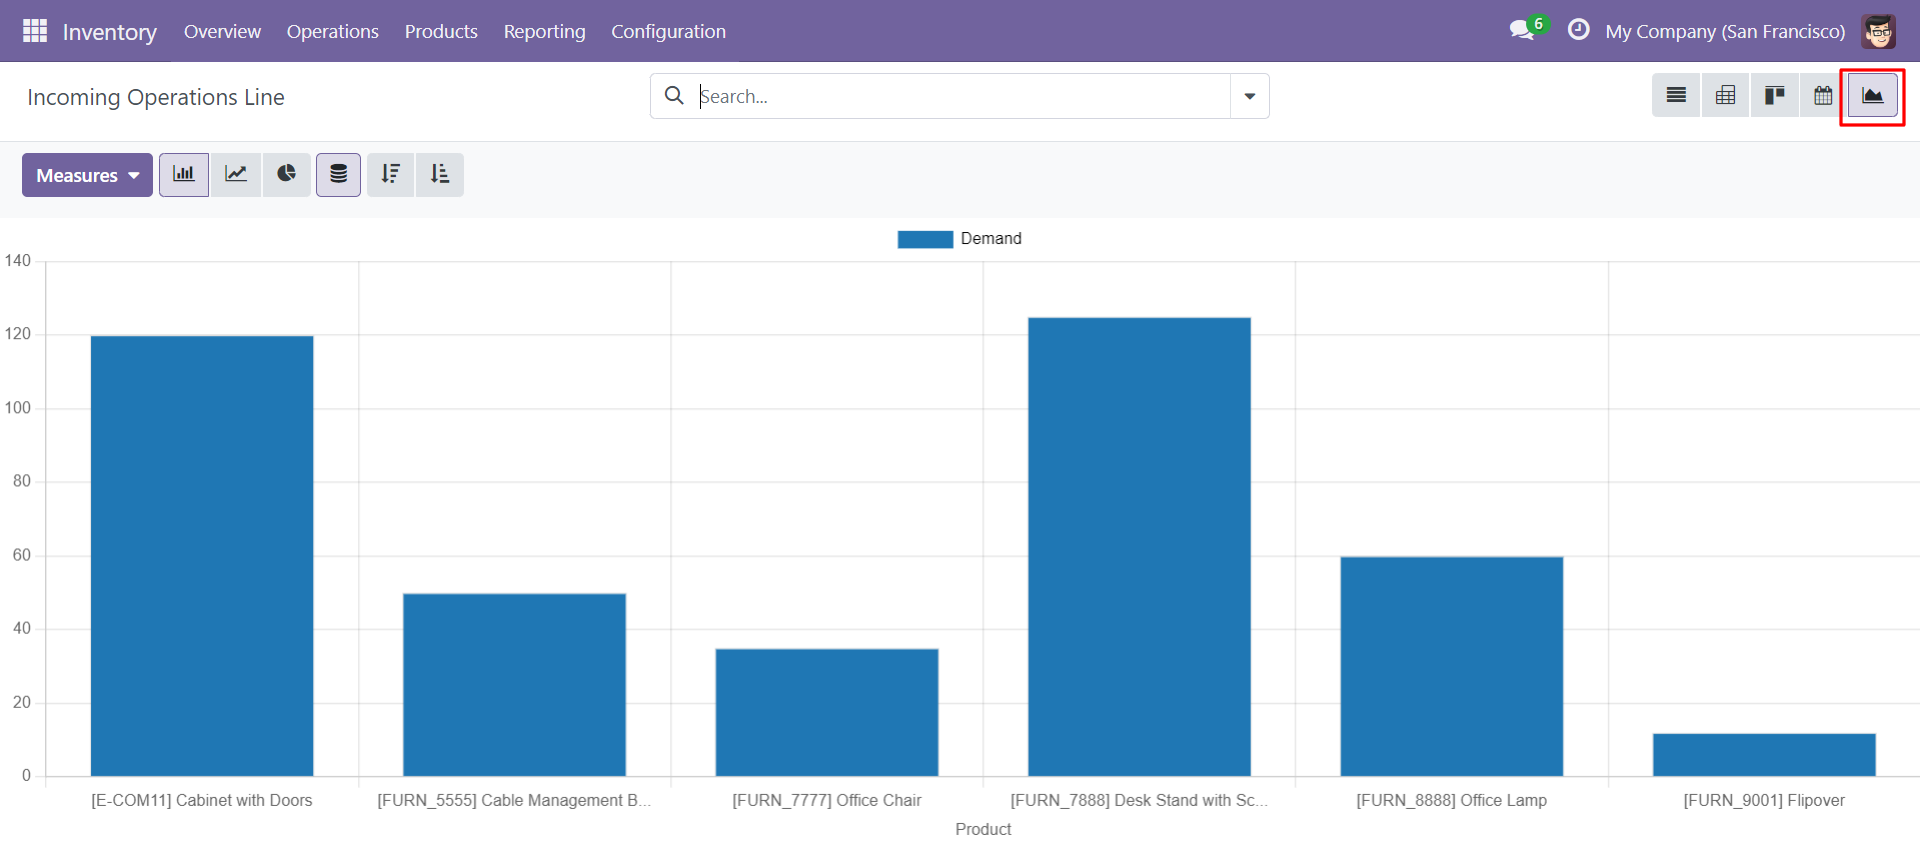 Inventory Overview Operations Products Reporting Configuration 6 My Company (San Francisco)
Incoming Operations Line Search...
Measures
Demand
140
120
100
80
60
40
20
0
[E-COM11] Cabinet with Doors [FURN_5555] Cable Management B... [FURN_7777] Office Chair [FURN_7888] Desk Stand with Sc... [FURN_8888] Office Lamp [FURN_9001] Flipover
Product